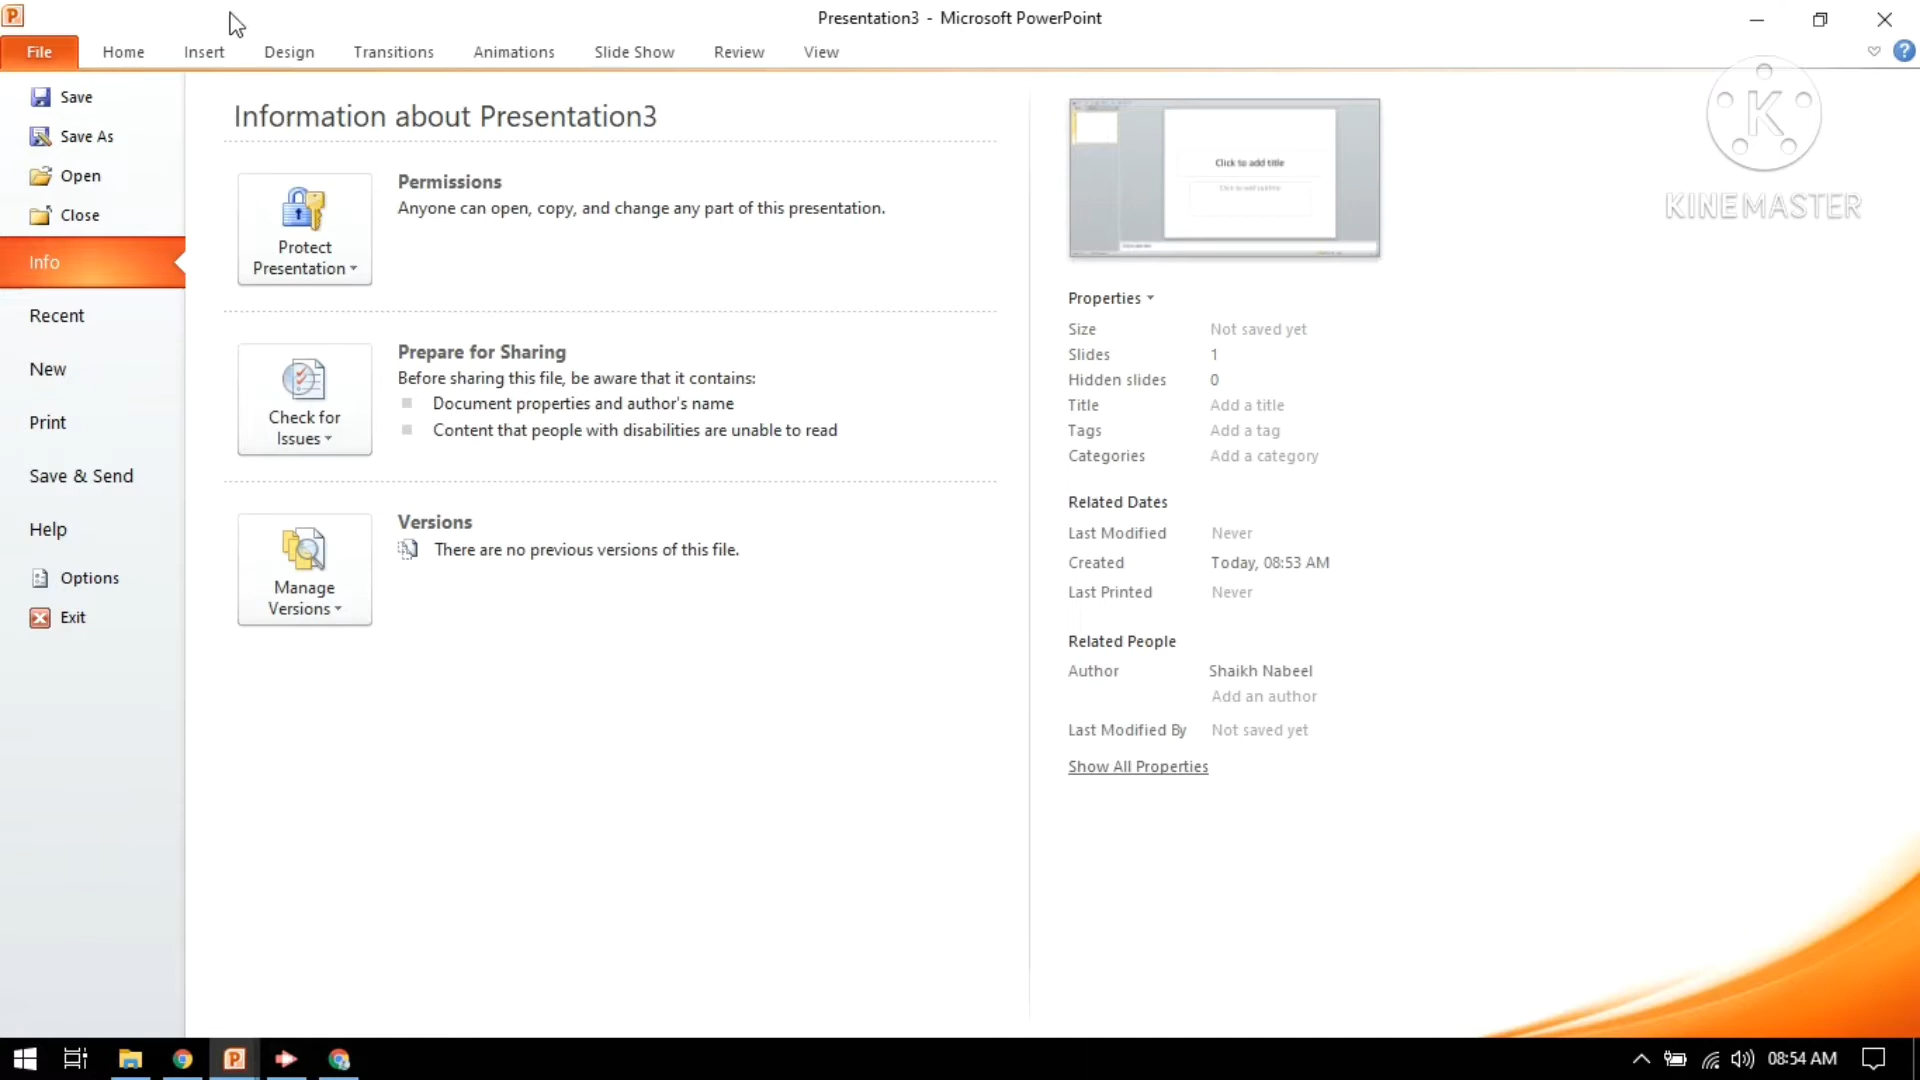 Presentation3 - Microsoft PowerPoint
File Home Insert Design Transitions Animations Slide Show Review View
Save
Save As
Open
Close
Info
Recent
New
Print
Save & Send
Help
Options
Exit
Information about Presentation3
Protect
Presentation
Permissions
Anyone can open, copy, and change any part of this presentation.
Check for
Issues
Prepare for Sharing
Before sharing this file, be aware that it contains:
Document properties and author's name
Content that people with disabilities are unable to read
Manage
Versions
Versions
There are no previous versions of this file.
Click to add title
Click to add subtitle
Properties
Size Not saved yet
Slides 1
Hidden slides 0
Title Add a title
Tags Add a tag
Categories Add a category
Related Dates
Last Modified Never
Created Today, 08:53 AM
Last Printed Never
Related People
Author Shaikh Nabeel
Add an author
Last Modified By Not saved yet
Show All Properties
K
KINEMASTER
08:54 AM